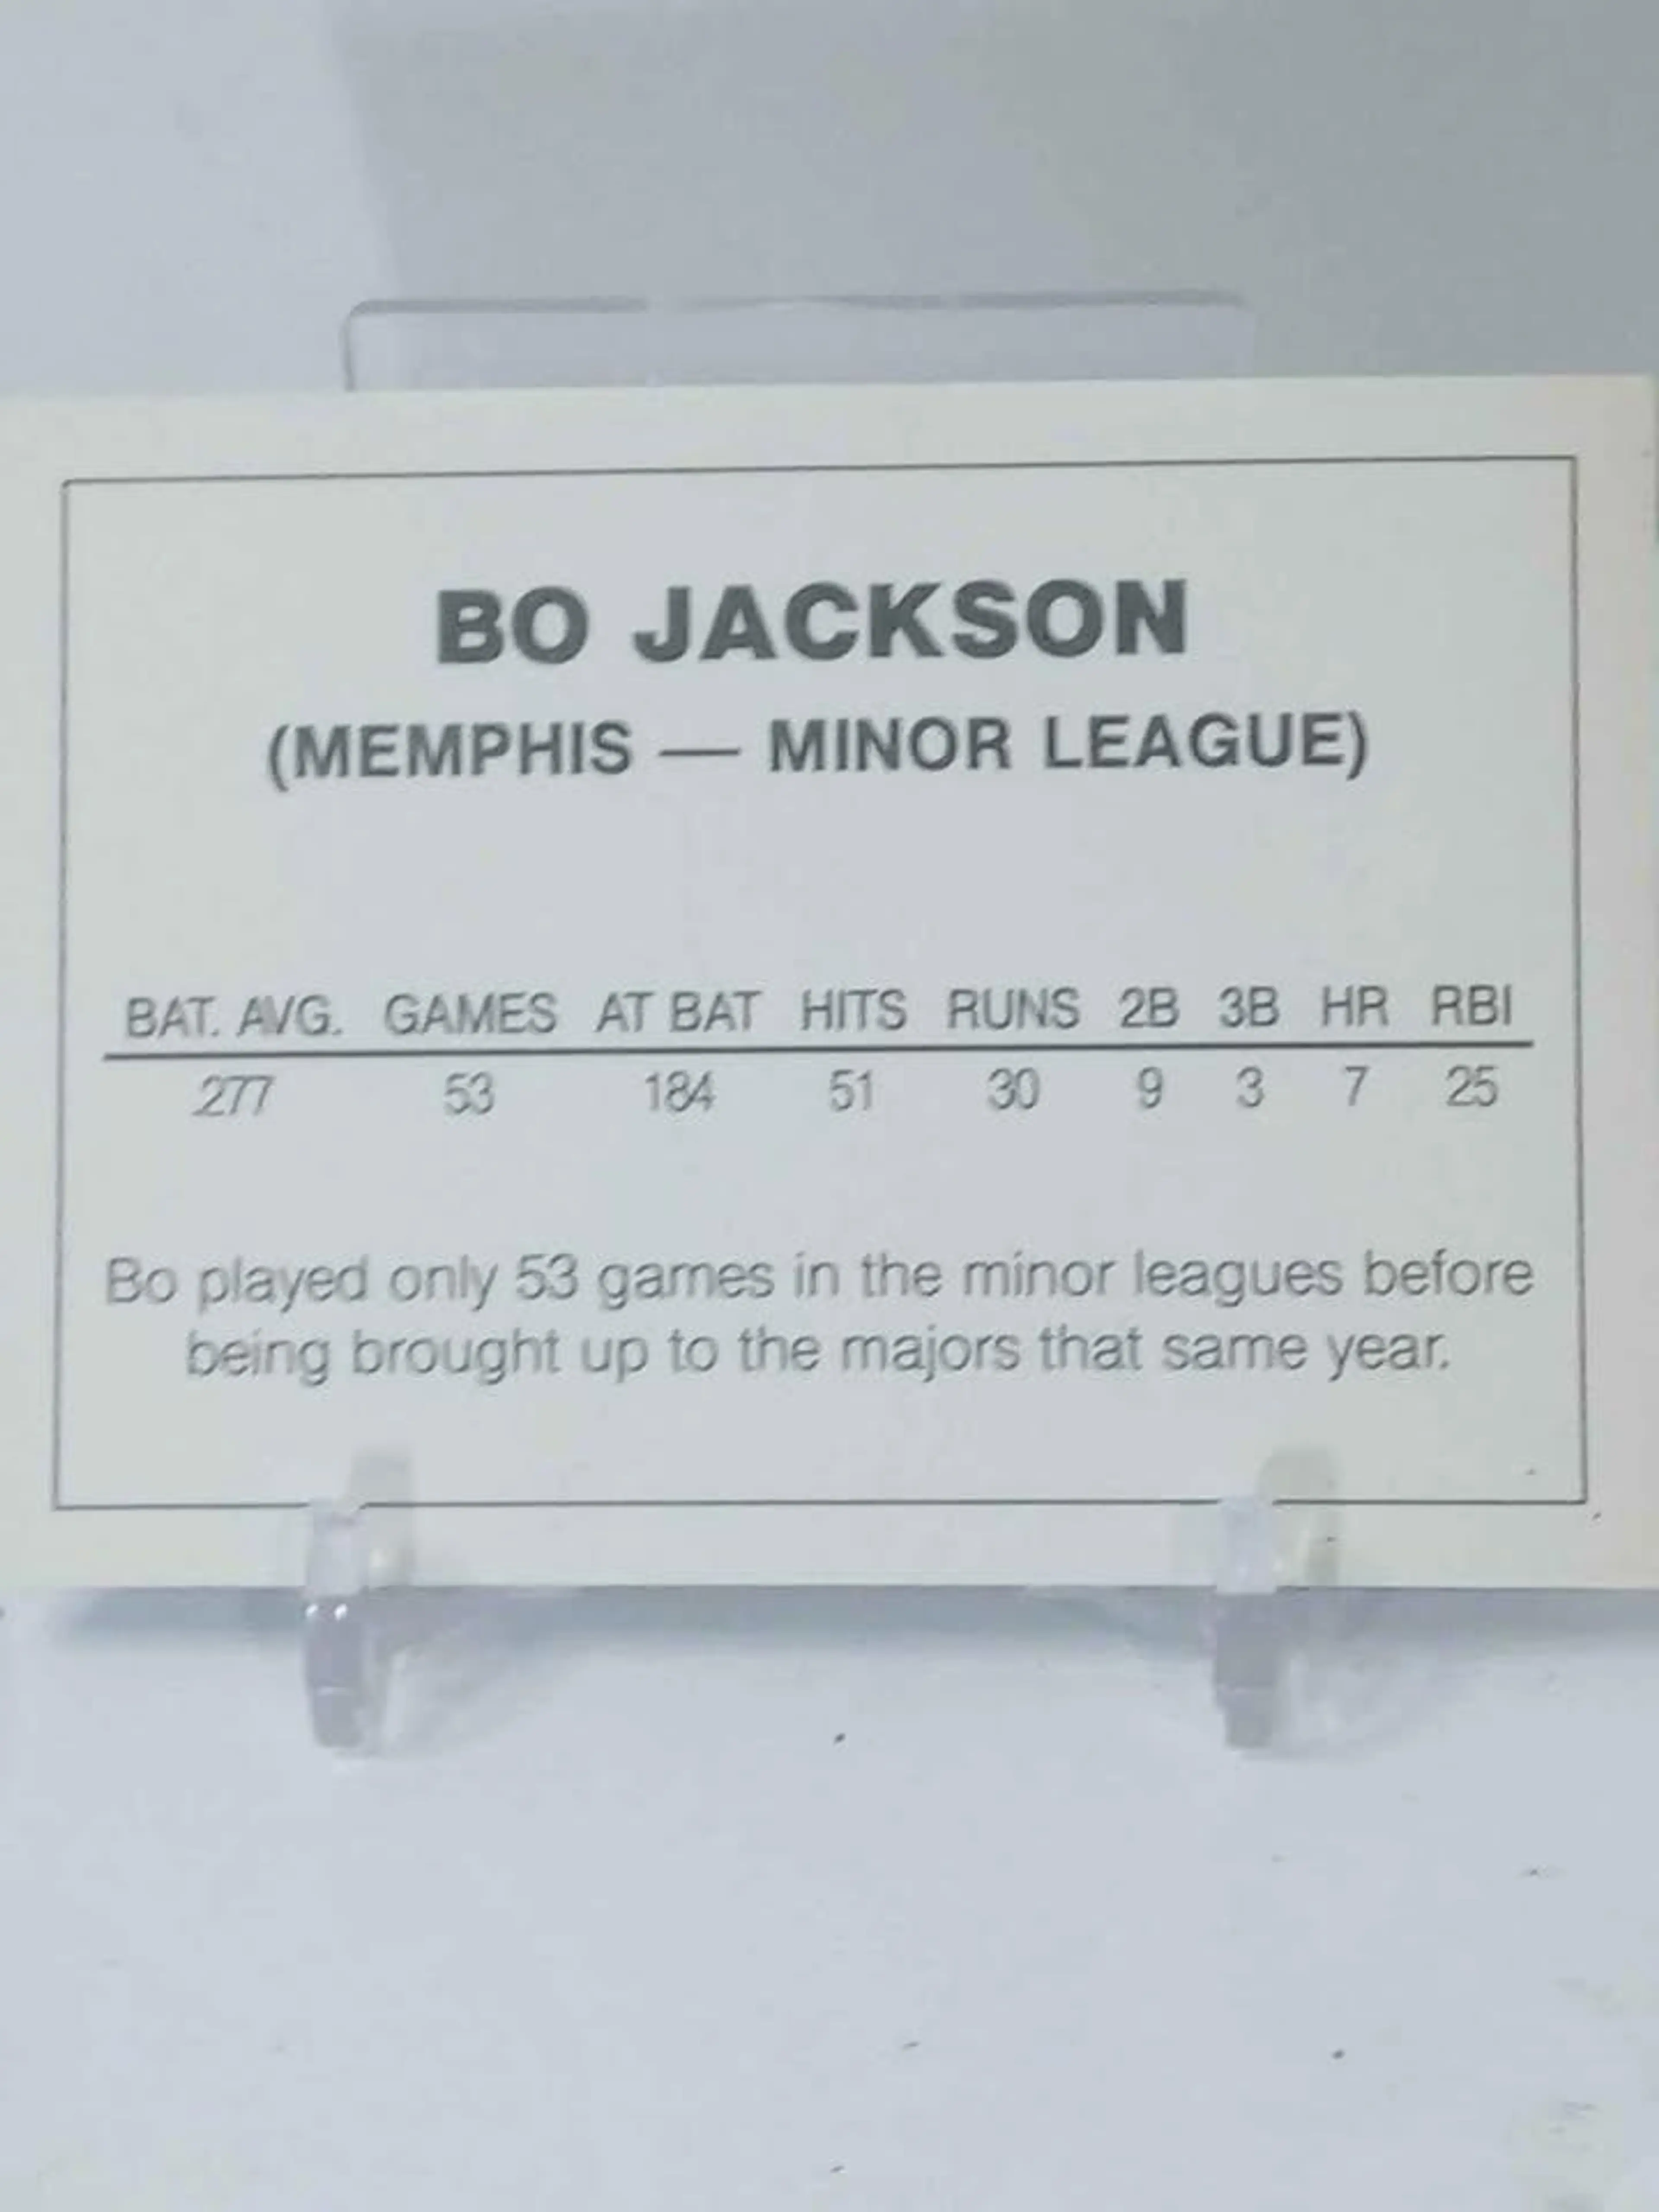 BO JACKSON
(MEMPHIS — MINOR LEAGUE)
BAT. AVG. GAMES AT BAT HITS RUNS 2B 3B HR RBI
.277 53 184 51 30 9 3 7 25
Bo played only 53 games in the minor leagues before
being brought up to the majors that same year.